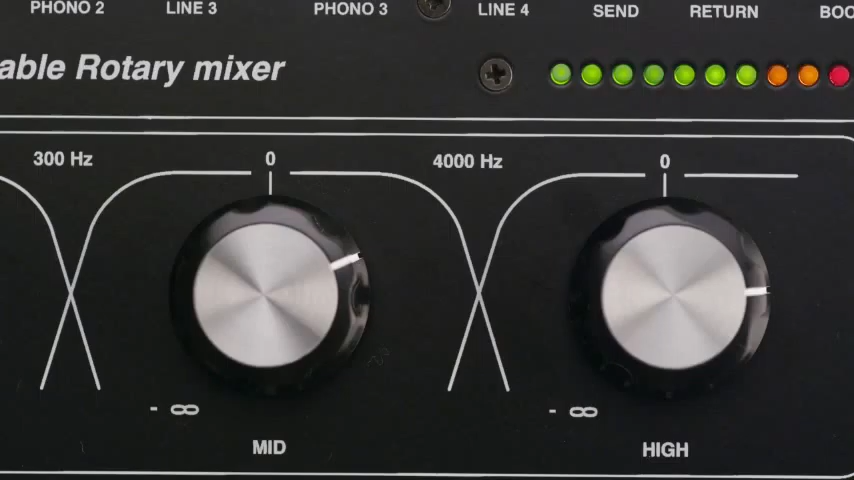 PHONO 2 LINE 3 PHONO 3 LINE 4 SEND RETURN
able Rotary mixer
300 Hz 0 4000 Hz 0
- ∞ - ∞
MID HIGH